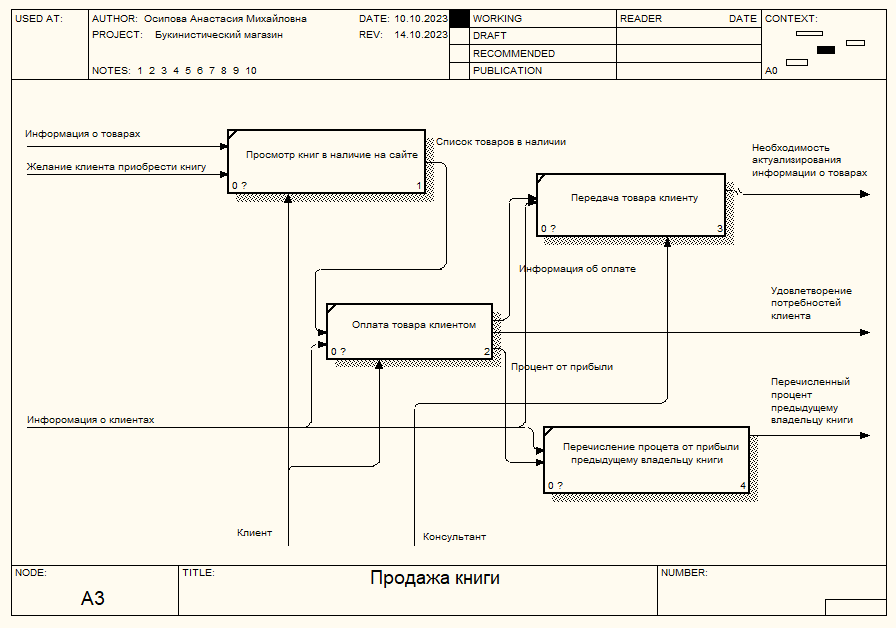 USED AT:
AUTHOR: Осипова Анастасия Михайловна
DATE: 10.10.2023
PROJECT: Букинистический магазин
REV: 14.10.2023
NOTES: 1 2 3 4 5 6 7 8 9 10
WORKING
DRAFT
RECOMMENDED
PUBLICATION
READER
DATE
CONTEXT:
A0
Информация о товарах
Желание клиента приобрести книгу
Просмотр книг в наличие на сайте
0 ?
1
Список товаров в наличии
Необходимость
актуализирования
информации о товарах
Передача товара клиенту
0 ?
3
Информация об оплате
Оплата товара клиентом
0 ?
2
Удовлетворение
потребностей
клиента
Процент от прибыли
Перечисленный
процент
предыдущему
владельцу книги
Инфоромация о клиентах
Перечисление процета от прибыли
предыдущему владельцу книги
0 ?
4
Клиент
Консультант
NODE:
A3
TITLE:
Продажа книги
NUMBER: